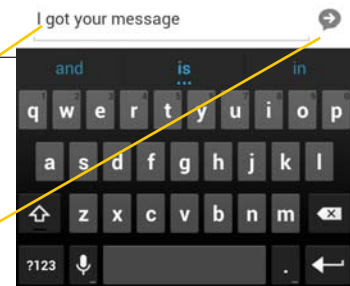 I got your message
and is in
q w e r t y u i o p
a s d f g h j k l
z x c v b n m
?123 .